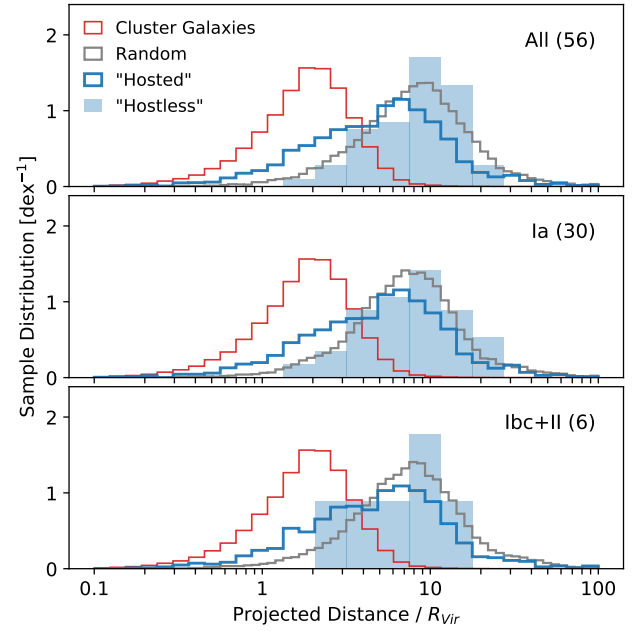 Cluster Galaxies
Random
"Hosted"
"Hostless"
All (56)
2
1
0
Ia (30)
2
1
0
Ibc+II (6)
2
1
0
Sample Distribution [dex⁻¹]
0.1 1 10 100
Projected Distance / R_Vir